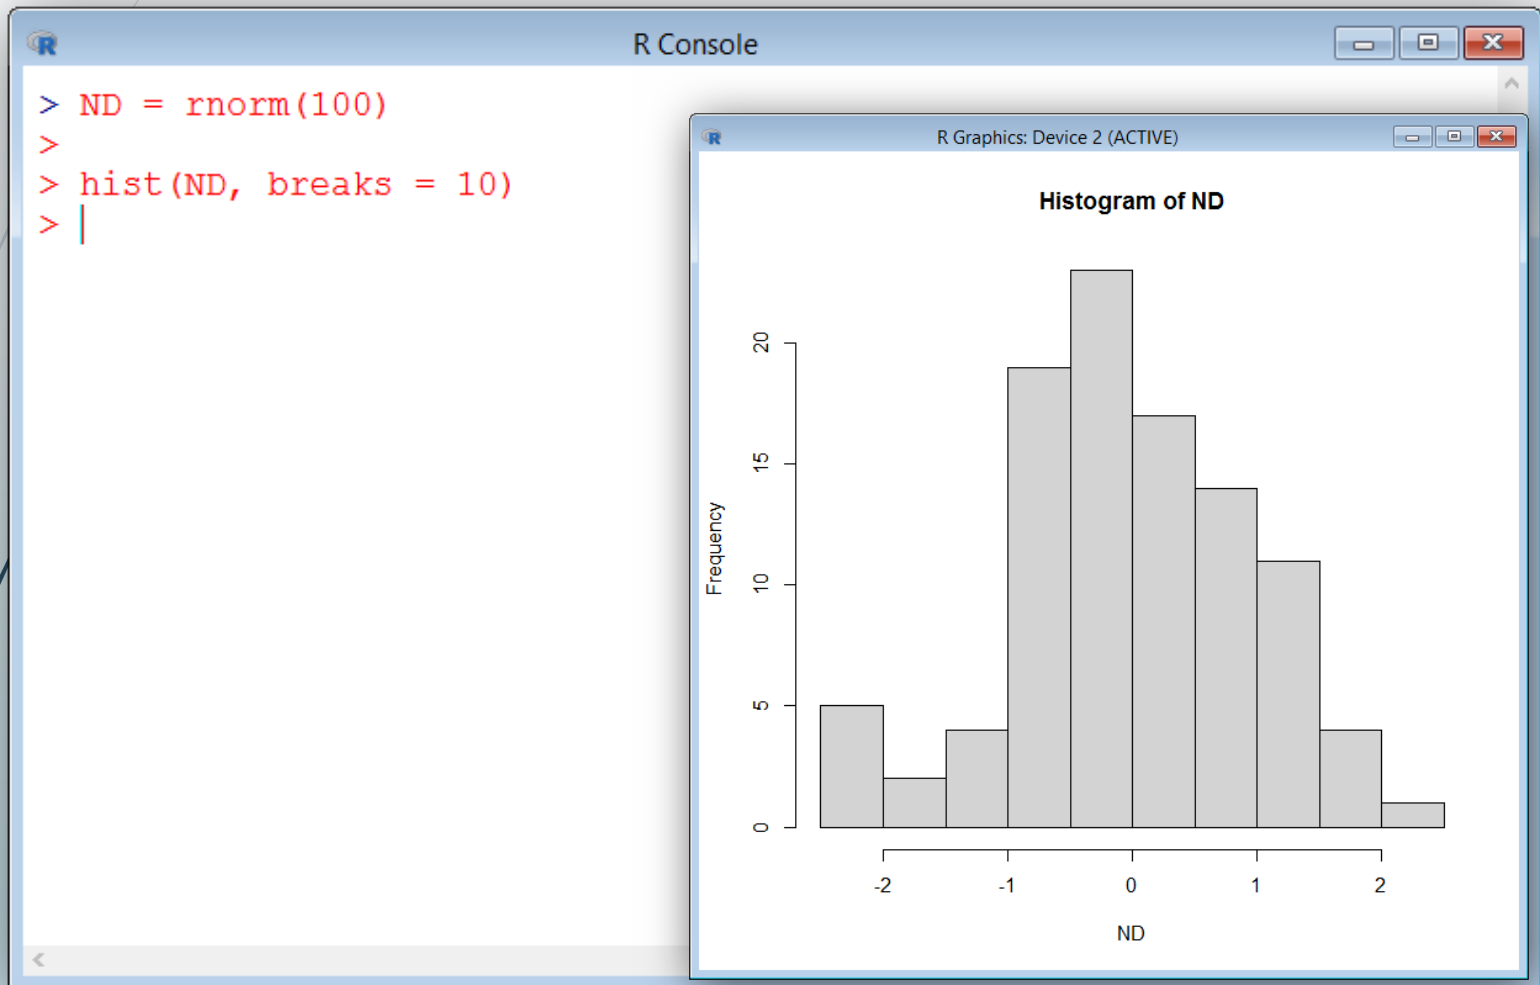 R Console
> ND = rnorm(100)
>
> hist(ND, breaks = 10)
>
R Graphics: Device 2 (ACTIVE)
Histogram of ND
Frequency
20
15
10
5
0
-2 -1 0 1 2
ND